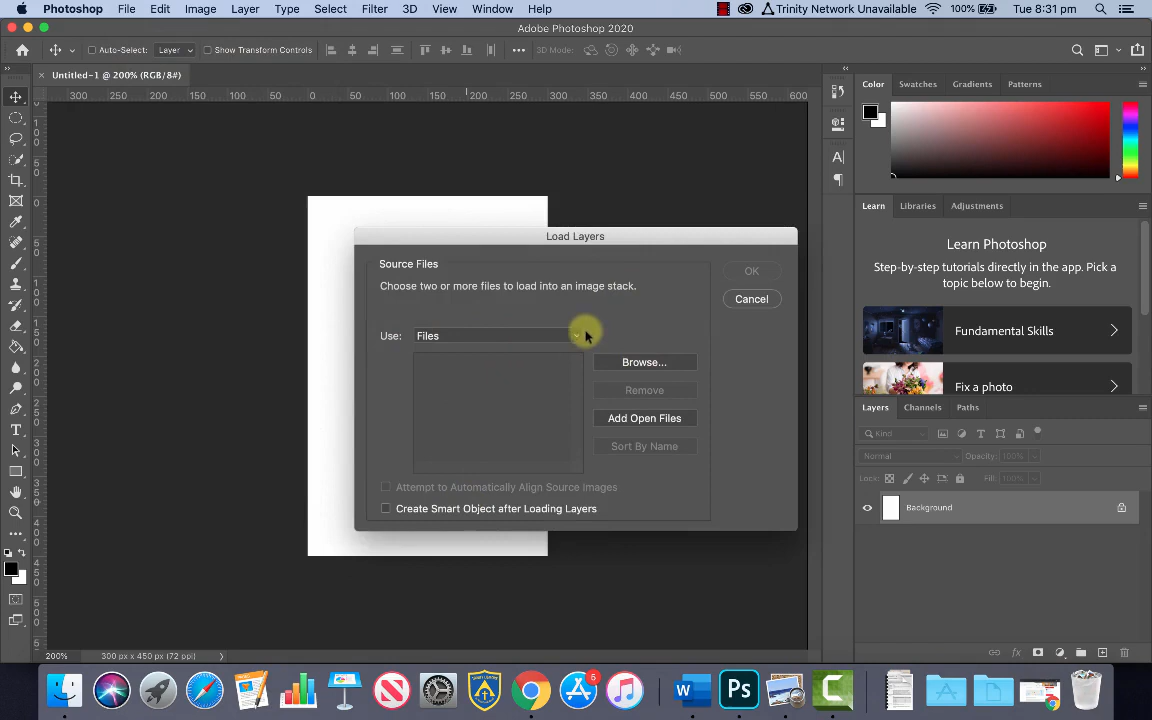 Photoshop File Edit Image Layer Type Select Filter 3D View Window Help Trinity Network Unavailable 100% Tue 8:31 pm
Adobe Photoshop 2020
Auto-Select: Layer Show Transform Controls 3D Mode:
Untitled-1 @ 200% (RGB/8#)
300 250 200 150 100 50 0 50 100 150 200 250 300 350 400 450 500 550 600
Color Swatches Gradients Patterns
Learn Libraries Adjustments
Learn Photoshop
Step-by-step tutorials directly in the app. Pick a
topic below to begin.
Fundamental Skills
Fix a photo
Load Layers
Source Files
Choose two or more files to load into an image stack.
OK
Cancel
Use: Files
Browse...
Remove
Add Open Files
Sort By Name
Attempt to Automatically Align Source Images
Create Smart Object after Loading Layers
Layers Channels Paths
Kind
Normal Opacity: 100%
Lock: Fill: 100%
Background
200% 300 px x 450 px (72 ppi)
5
W Ps C